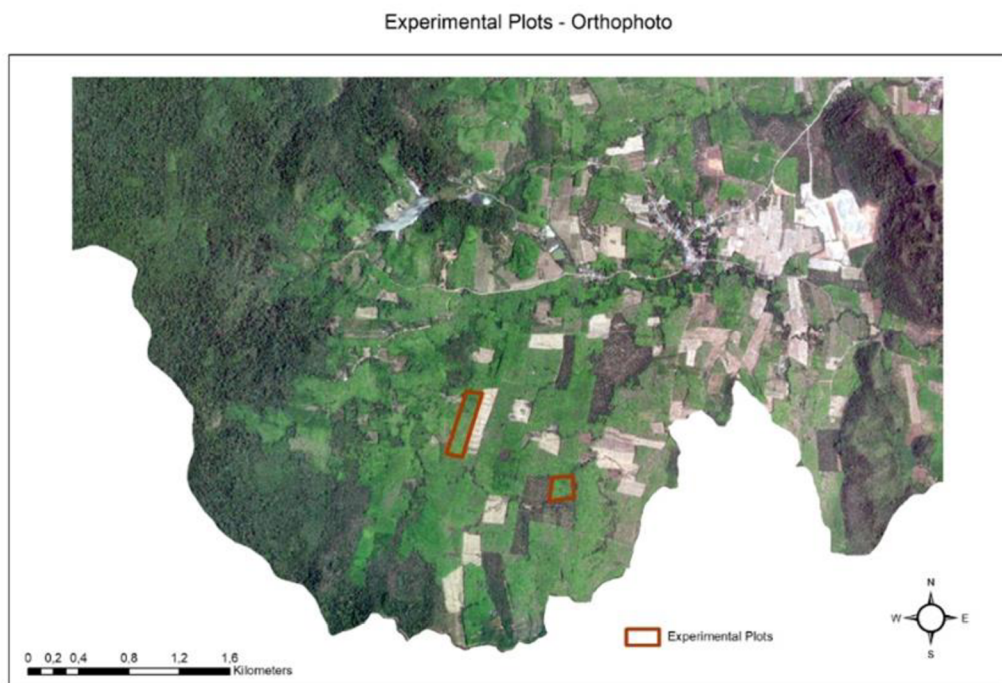 Experimental Plots - Orthophoto
N
W E
S
Experimental Plots
0 0,2 0,4 0,8 1,2 1,6
Kilometers